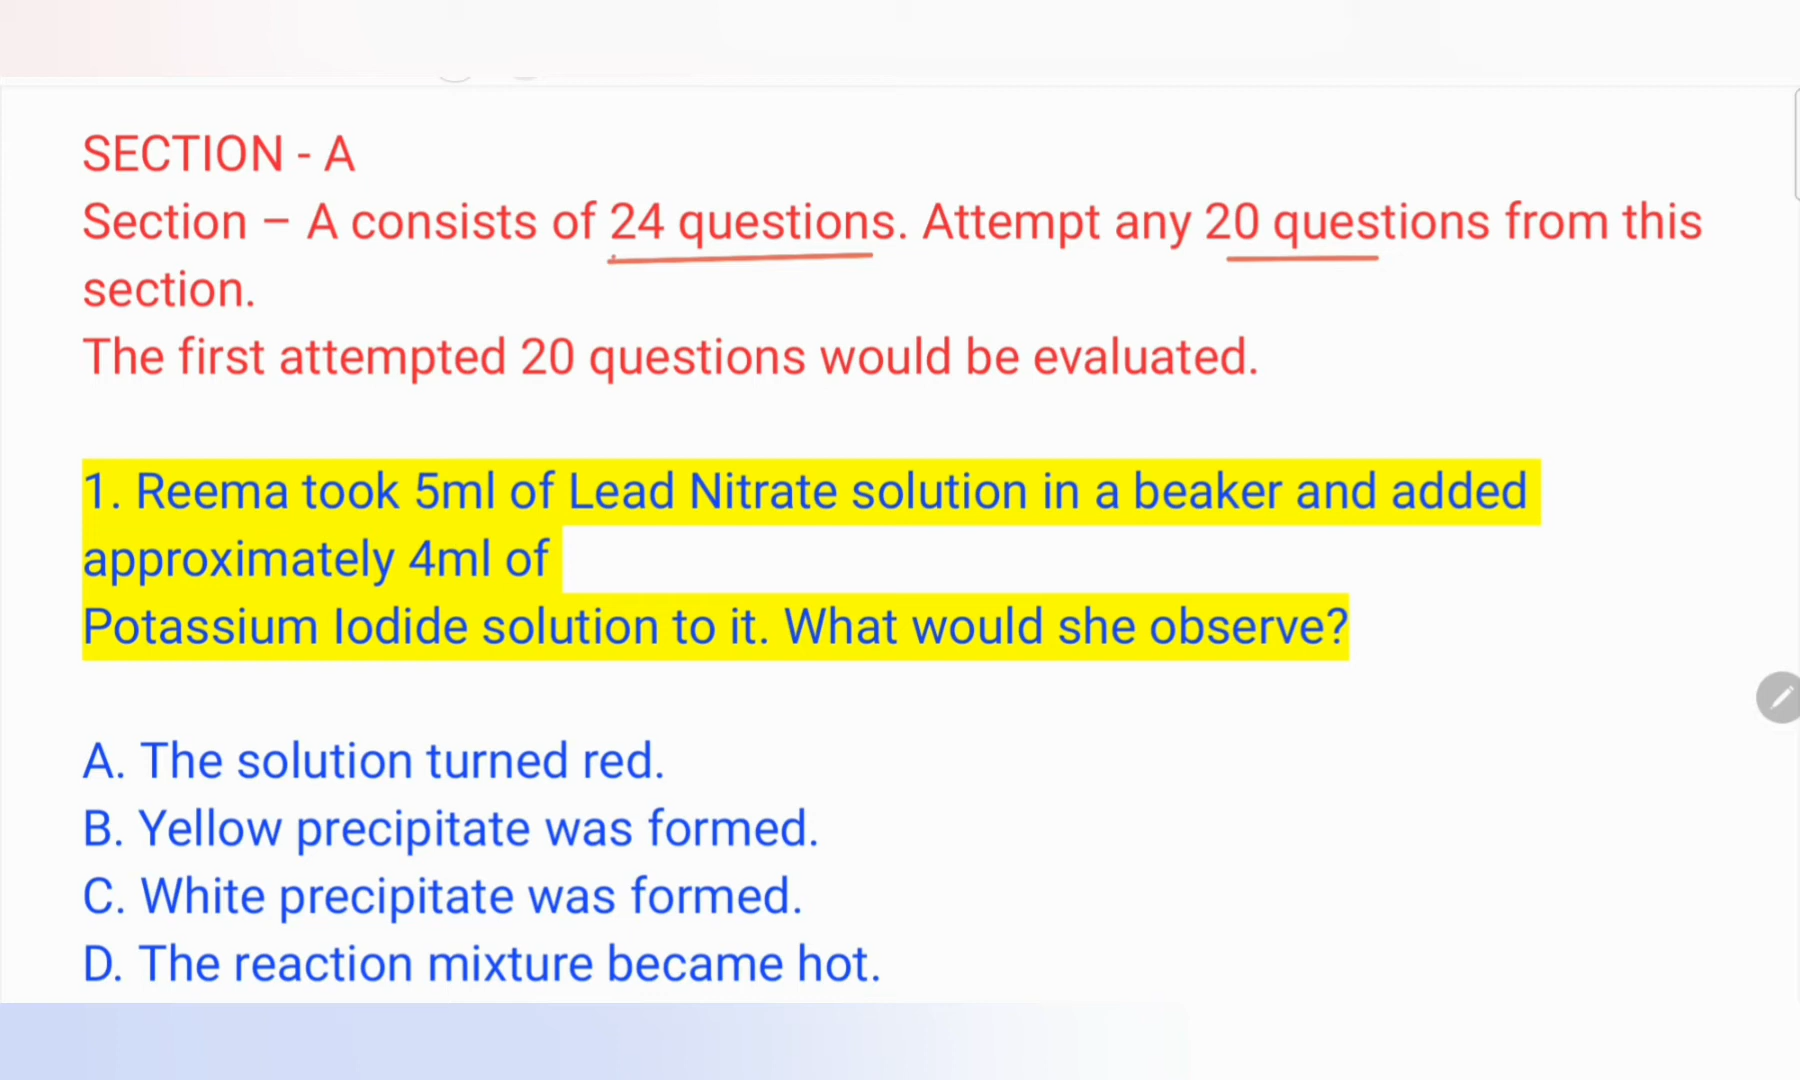 SECTION - A
Section – A consists of 24 questions. Attempt any 20 questions from this
section.
The first attempted 20 questions would be evaluated.
1. Reema took 5ml of Lead Nitrate solution in a beaker and added
approximately 4ml of
Potassium Iodide solution to it. What would she observe?
A. The solution turned red.
B. Yellow precipitate was formed.
C. White precipitate was formed.
D. The reaction mixture became hot.